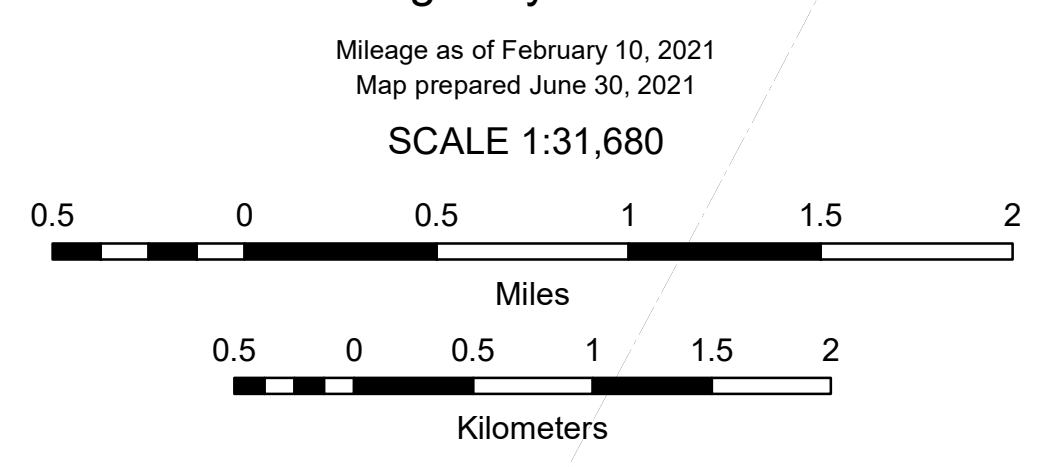 Mileage as of February 10, 2021
Map prepared June 30, 2021
SCALE 1:31,680
0.5 0 0.5 1 1.5 2
Miles
0.5 0 0.5 1 1.5 2
Kilometers